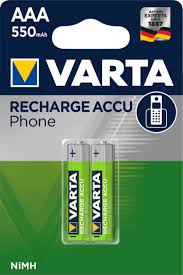 AAA
550mAh
BATTERY EXPERTS
SINCE
1887
VARTA
RECHARGE ACCU
Phone
VARTA
VARTA
NiMH